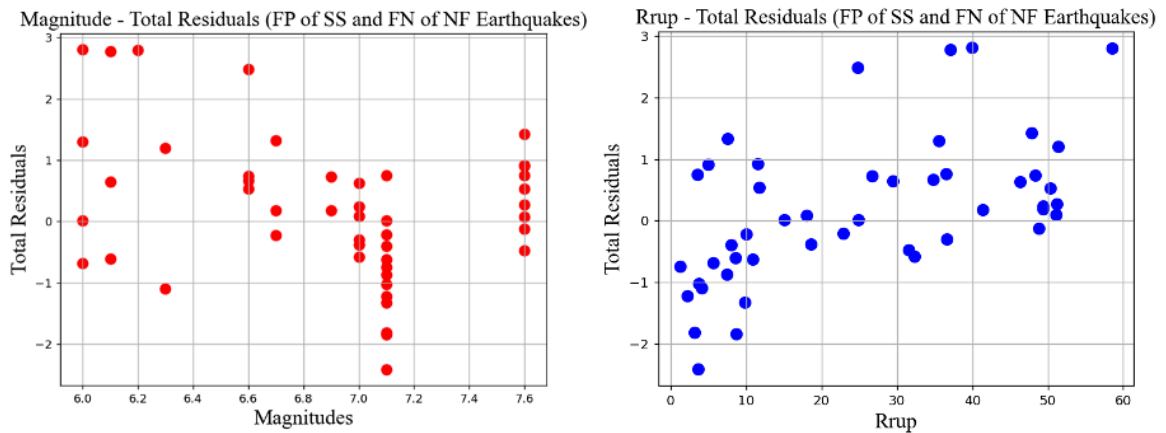 Magnitude - Total Residuals (FP of SS and FN of NF Earthquakes)
3
2
1
0
−1
−2
Total Residuals
6.0 6.2 6.4 6.6 6.8 7.0 7.2 7.4 7.6
Magnitudes
Rrup - Total Residuals (FP of SS and FN of NF Earthquakes)
3
2
1
0
−1
−2
Total Residuals
0 10 20 30 40 50 60
Rrup